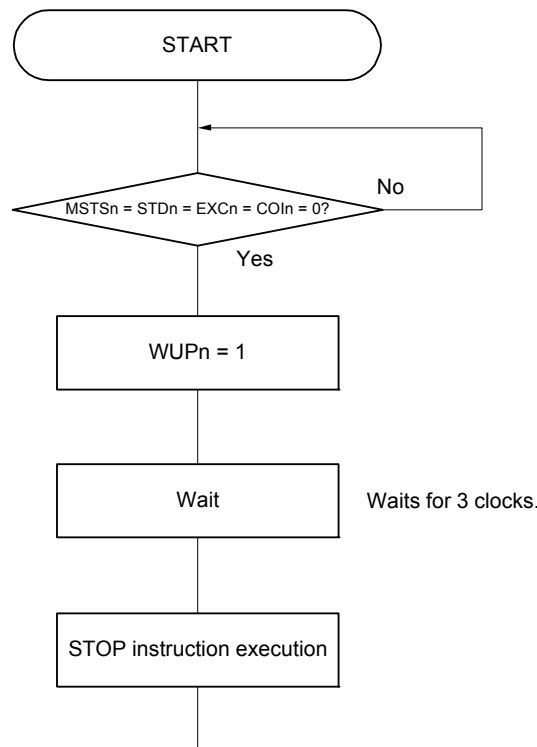 START
MSTSn = STDn = EXCn = COIn = 0?
No
Yes
WUPn = 1
Wait
Waits for 3 clocks.
STOP instruction execution